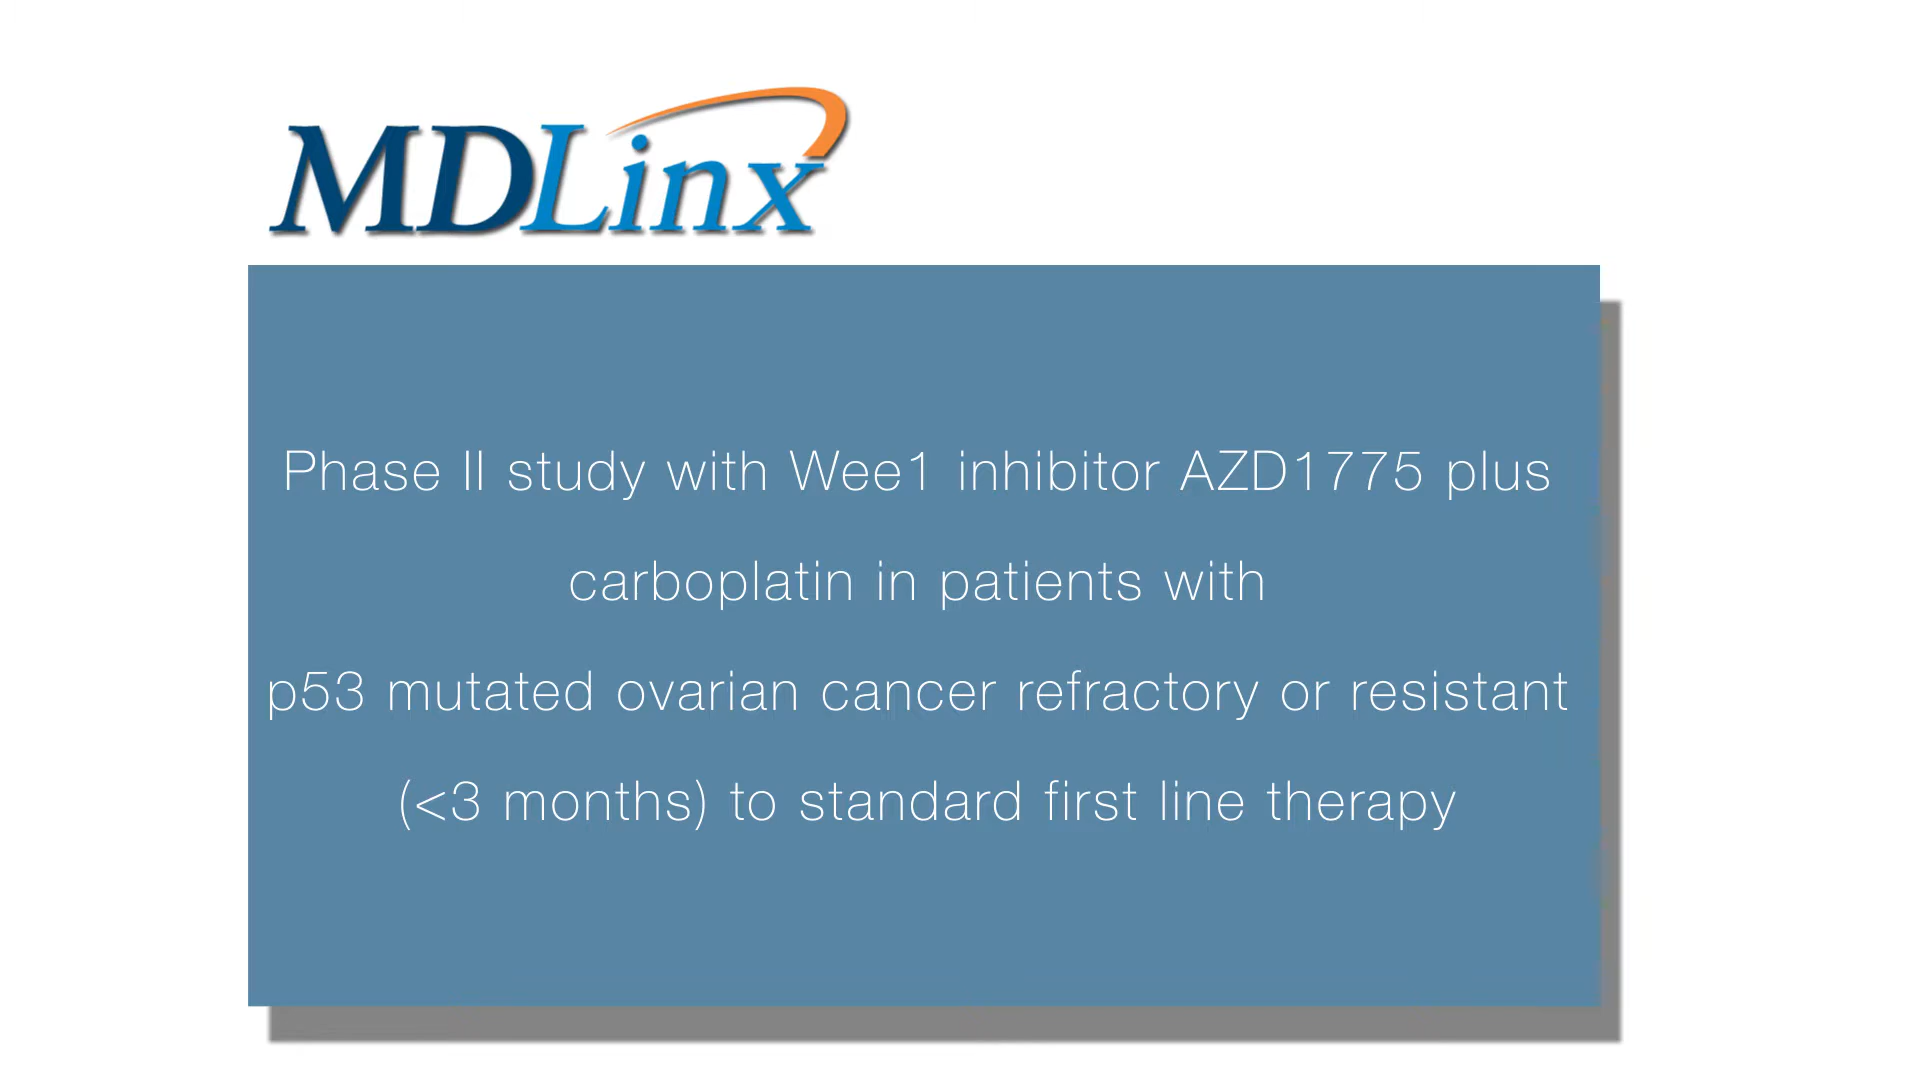 MDLinx
Phase II study with Wee1 inhibitor AZD1775 plus
carboplatin in patients with
p53 mutated ovarian cancer refractory or resistant
(<3 months) to standard first line therapy